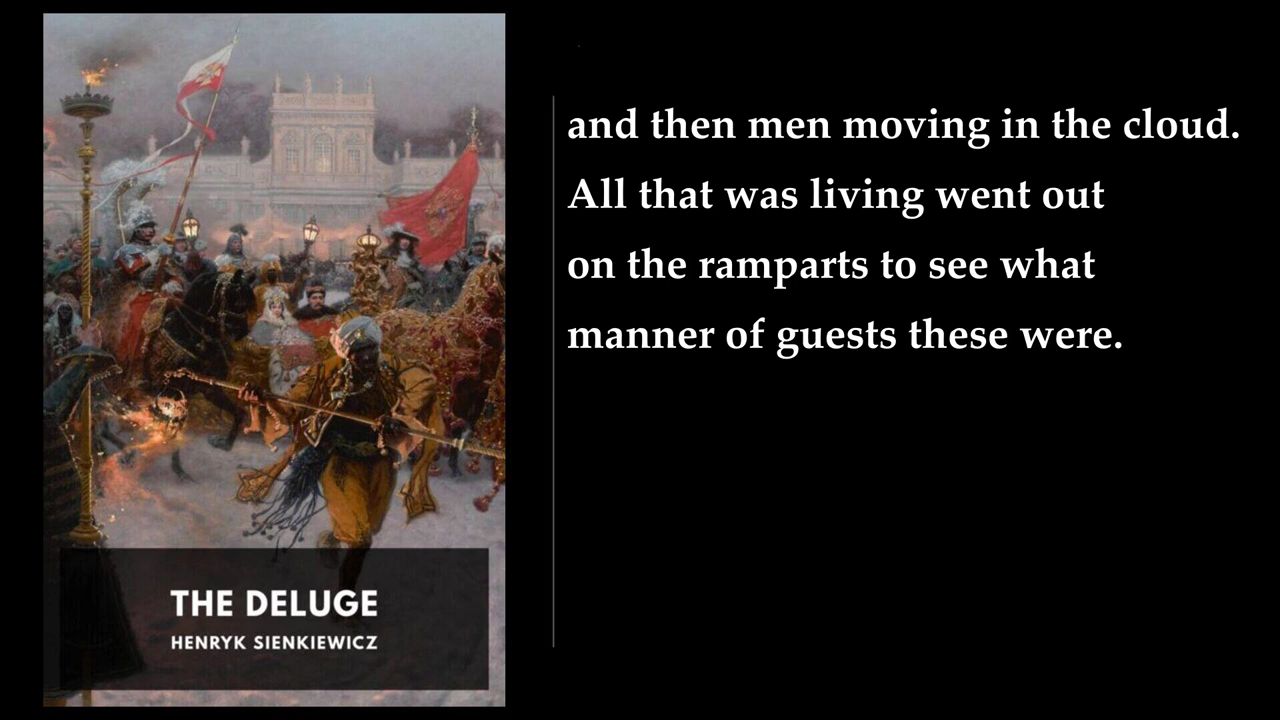 THE DELUGE
HENRYK SIENKIEWICZ
and then men moving in the cloud.
All that was living went out
on the ramparts to see what
manner of guests these were.